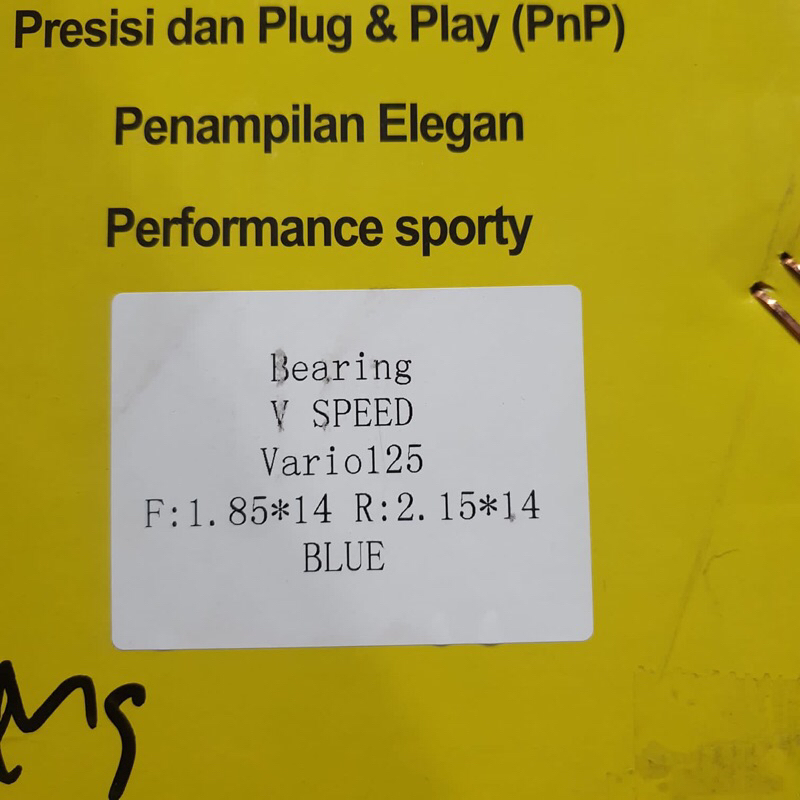 Presisi dan Plug & Play (PnP)
Penampilan Elegan
Performance sporty
Bearing
V SPEED
Vario125
F:1.85*14 R:2.15*14
BLUE